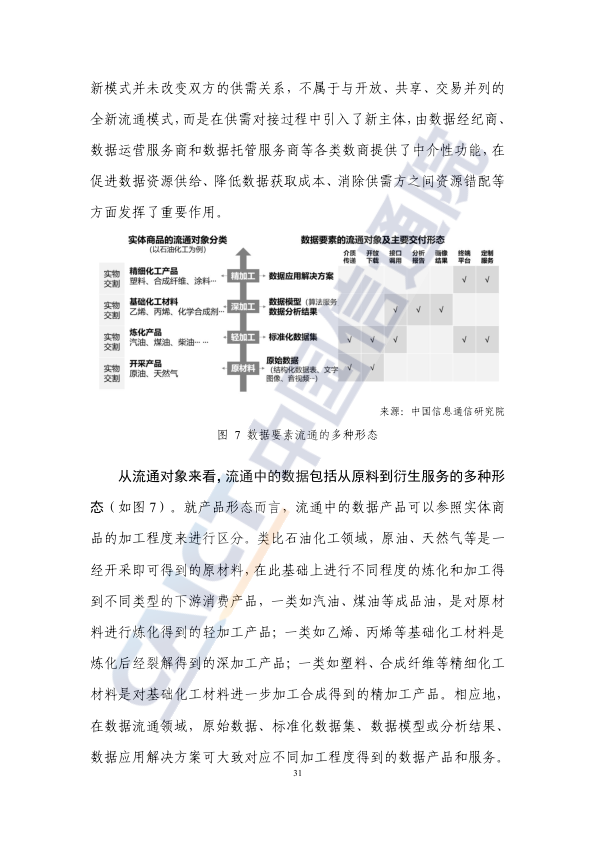 新模式并未改变双方的供需关系，不属于与开放、共享、交易并列的
全新流通模式，而是在供需对接过程中引入了新主体，由数据经纪商、
数据运营服务商和数据托管服务商等各类数商提供了中介性功能，在
促进数据资源供给、降低数据获取成本、消除供需方之间资源错配等
方面发挥了重要作用。
实体商品的流通对象分类
（以石油化工为例）
数据要素的流通对象及主要交付形态
介质传递 开放下载 接口调用 分析报告 画像结果 终端平台 定制服务
实物交割 精细化工产品 塑料、合成纤维、涂料… 精加工 数据应用解决方案 √ √
实物交割 基础化工材料 乙烯、丙烯、化学合成剂… 深加工 数据模型（算法服务 数据分析结果 √ √ √
实物交割 炼化产品 汽油、煤油、柴油…… 轻加工 标准化数据集 √ √ √ √ √
实物交割 开采产品 原油、天然气 原材料 原始数据（结构化数据表、文字图像、音视频…） √ √
来源：中国信息通信研究院
图 7 数据要素流通的多种形态
从流通对象来看，流通中的数据包括从原料到衍生服务的多种形
态（如图 7）。就产品形态而言，流通中的数据产品可以参照实体商
品的加工程度来进行区分。类比石油化工领域，原油、天然气等是一
经开采即可得到的原材料，在此基础上进行不同程度的炼化和加工得
到不同类型的下游消费产品，一类如汽油、煤油等成品油，是对原材
料进行炼化得到的轻加工产品；一类如乙烯、丙烯等基础化工材料是
炼化后经裂解得到的深加工产品；一类如塑料、合成纤维等精细化工
材料是对基础化工材料进一步加工合成得到的精加工产品。相应地，
在数据流通领域，原始数据、标准化数据集、数据模型或分析结果、
数据应用解决方案可大致对应不同加工程度得到的数据产品和服务。
31
CAICT 中国信通院